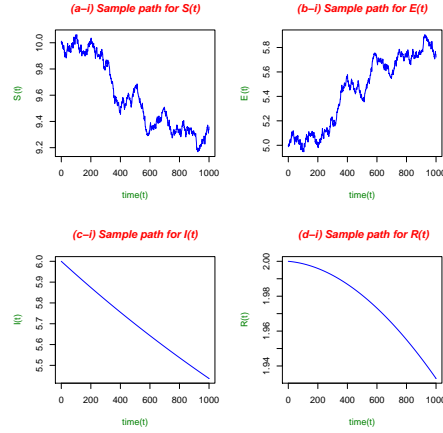 (a–i) Sample path for S(t)
S(t)
9.2 9.4 9.6 9.8 10.0
0 200 400 600 800 1000
time(t)
(b–i) Sample path for E(t)
E(t)
5.0 5.2 5.4 5.6 5.8
0 200 400 600 800 1000
time(t)
(c–i) Sample path for I(t)
I(t)
5.5 5.6 5.7 5.8 5.9 6.0
0 200 400 600 800 1000
time(t)
(d–i) Sample path for R(t)
R(t)
1.94 1.96 1.98 2.00
0 200 400 600 800 1000
time(t)